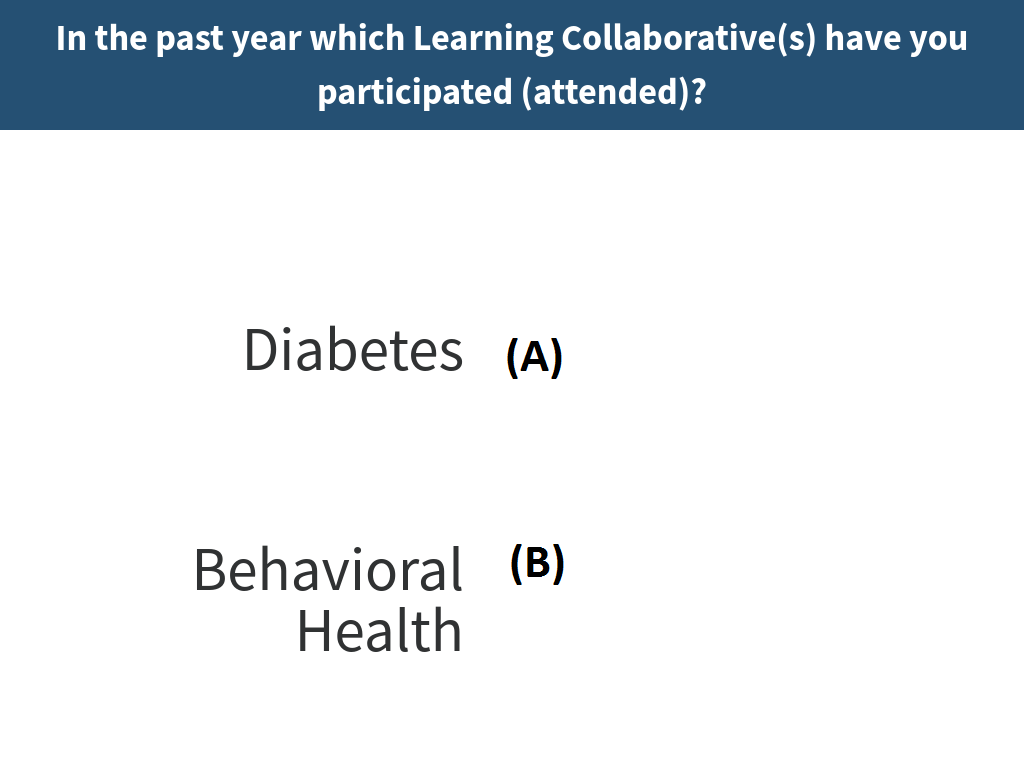 In the past year which Learning Collaborative(s) have you
participated (attended)?
Diabetes (A)
Behavioral (B)
Health